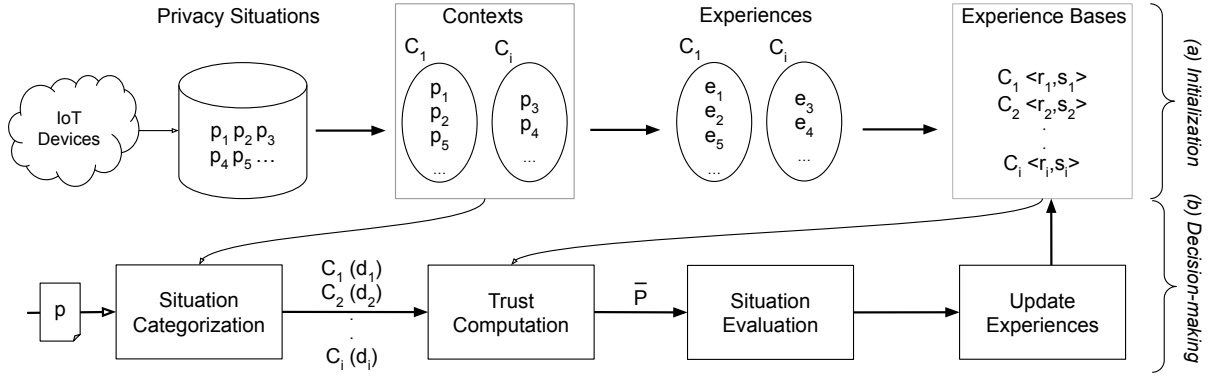 Privacy Situations
Contexts
Experiences
Experience Bases
IoT
Devices
p1 p2 p3
p4 p5 ...
C1
p1
p2
p5
...
Ci
p3
p4
...
C1
e1
e2
e5
...
Ci
e3
e4
...
C1 <r1,s1>
C2 <r2,s2>
.
.
Ci <ri,si>
(a) Initialization
p
Situation
Categorization
C1 (d1)
C2 (d2)
.
.
Ci (di)
Trust
Computation
P̅
Situation
Evaluation
Update
Experiences
(b) Decision-making